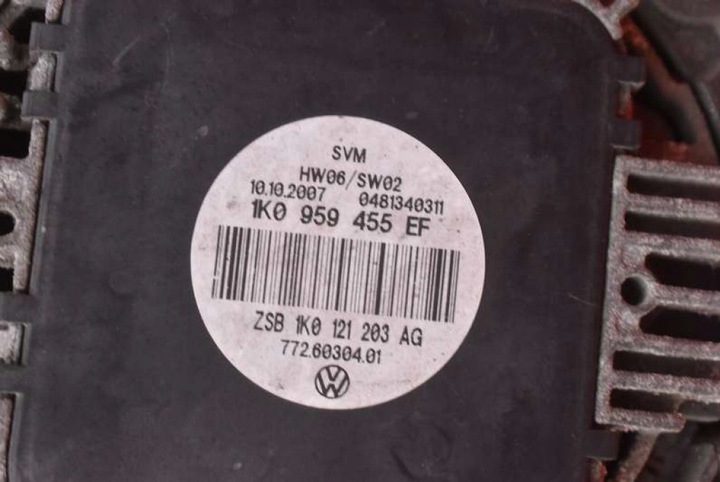 SVM
HW06/SW02
10.10.2007 0481340311
1K0 959 455 EF
ZSB 1K0 121 203 AG
772.60304.01